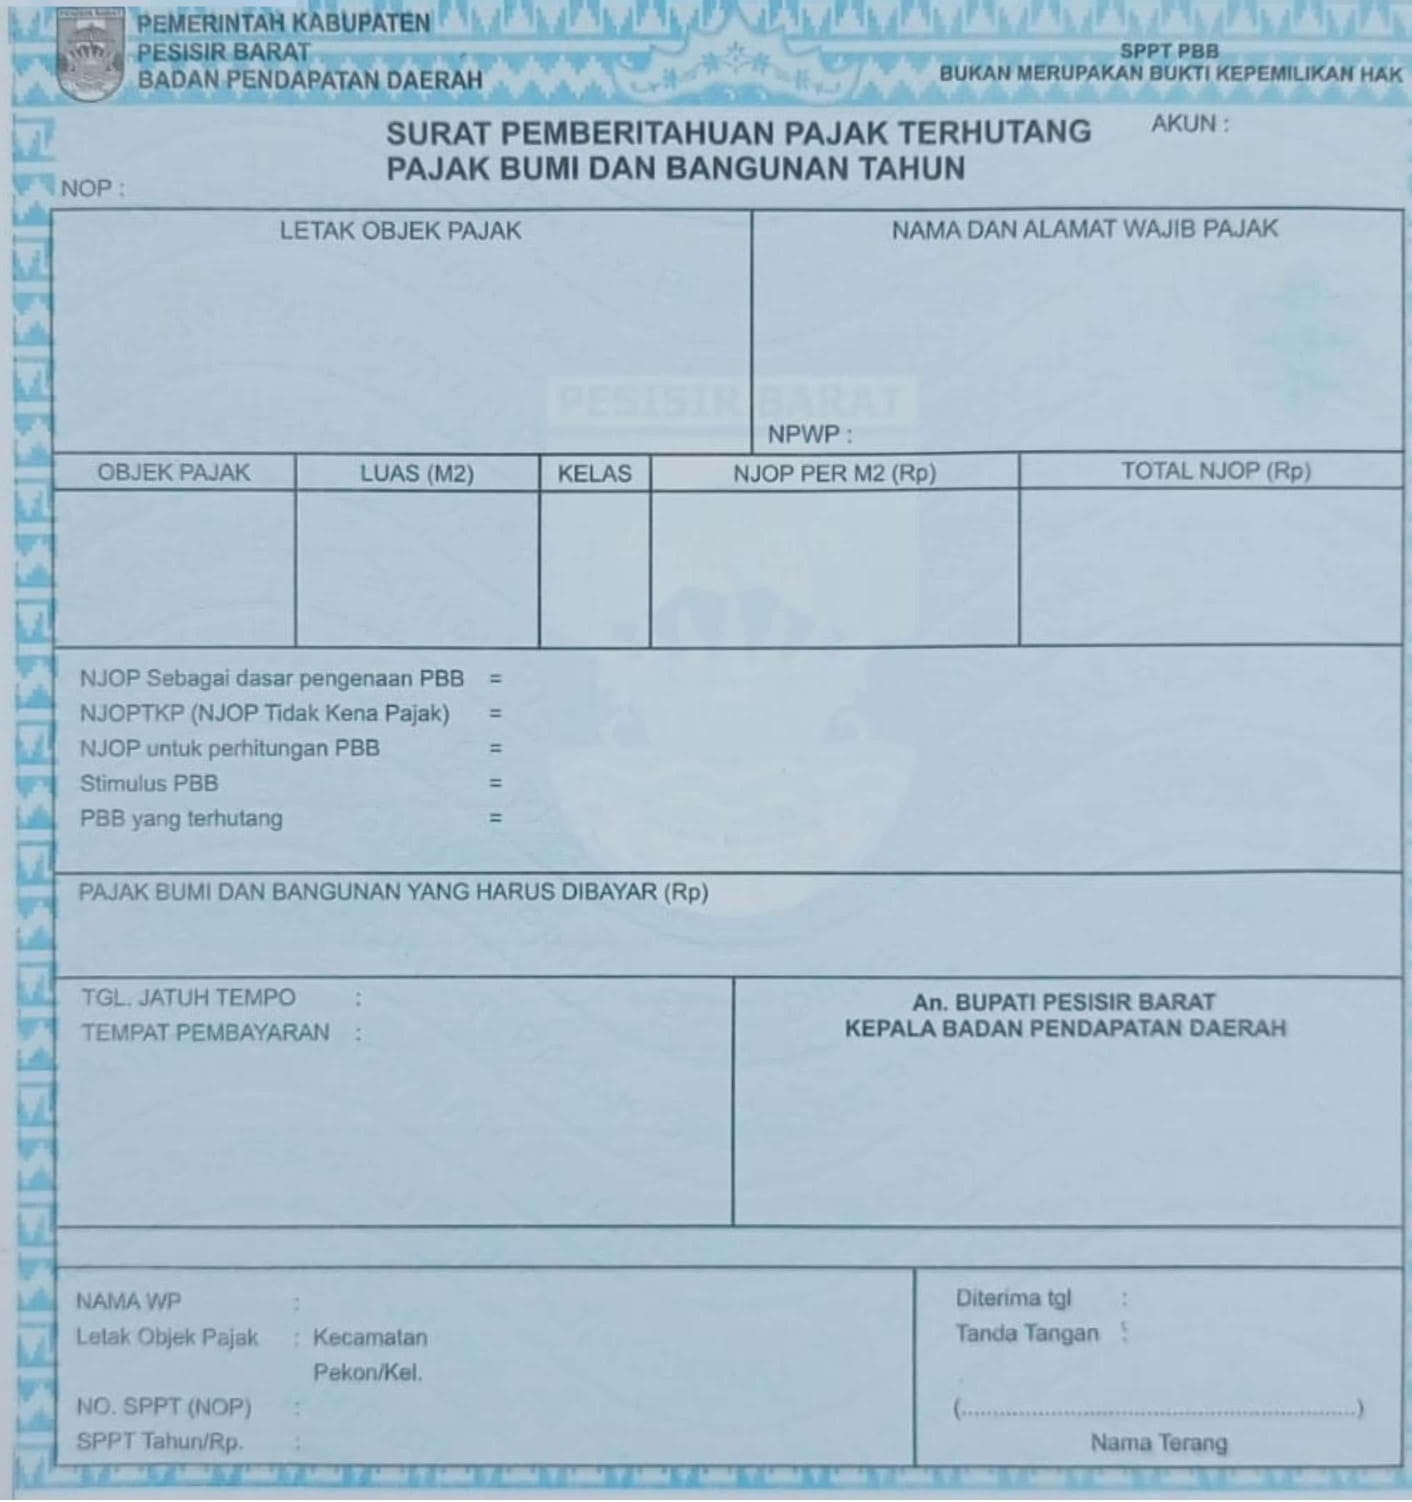 PESISIR BARAT
PEMERINTAH KABUPATEN
PESISIR BARAT
BADAN PENDAPATAN DAERAH
SPPT PBB
BUKAN MERUPAKAN BUKTI KEPEMILIKAN HAK
SURAT PEMBERITAHUAN PAJAK TERHUTANG
PAJAK BUMI DAN BANGUNAN TAHUN
AKUN :
NOP :
LETAK OBJEK PAJAK
NAMA DAN ALAMAT WAJIB PAJAK
PESISIR BARAT
NPWP :
OBJEK PAJAK LUAS (M2) KELAS NJOP PER M2 (Rp) TOTAL NJOP (Rp)
NJOP Sebagai dasar pengenaan PBB =
NJOPTKP (NJOP Tidak Kena Pajak) =
NJOP untuk perhitungan PBB =
Stimulus PBB =
PBB yang terhutang =
PAJAK BUMI DAN BANGUNAN YANG HARUS DIBAYAR (Rp)
TGL. JATUH TEMPO :
TEMPAT PEMBAYARAN :
An. BUPATI PESISIR BARAT
KEPALA BADAN PENDAPATAN DAERAH
NAMA WP :
Letak Objek Pajak : Kecamatan
Pekon/Kel.
NO. SPPT (NOP) :
SPPT Tahun/Rp. :
Diterima tgl :
Tanda Tangan :
(..............................................................)
Nama Terang